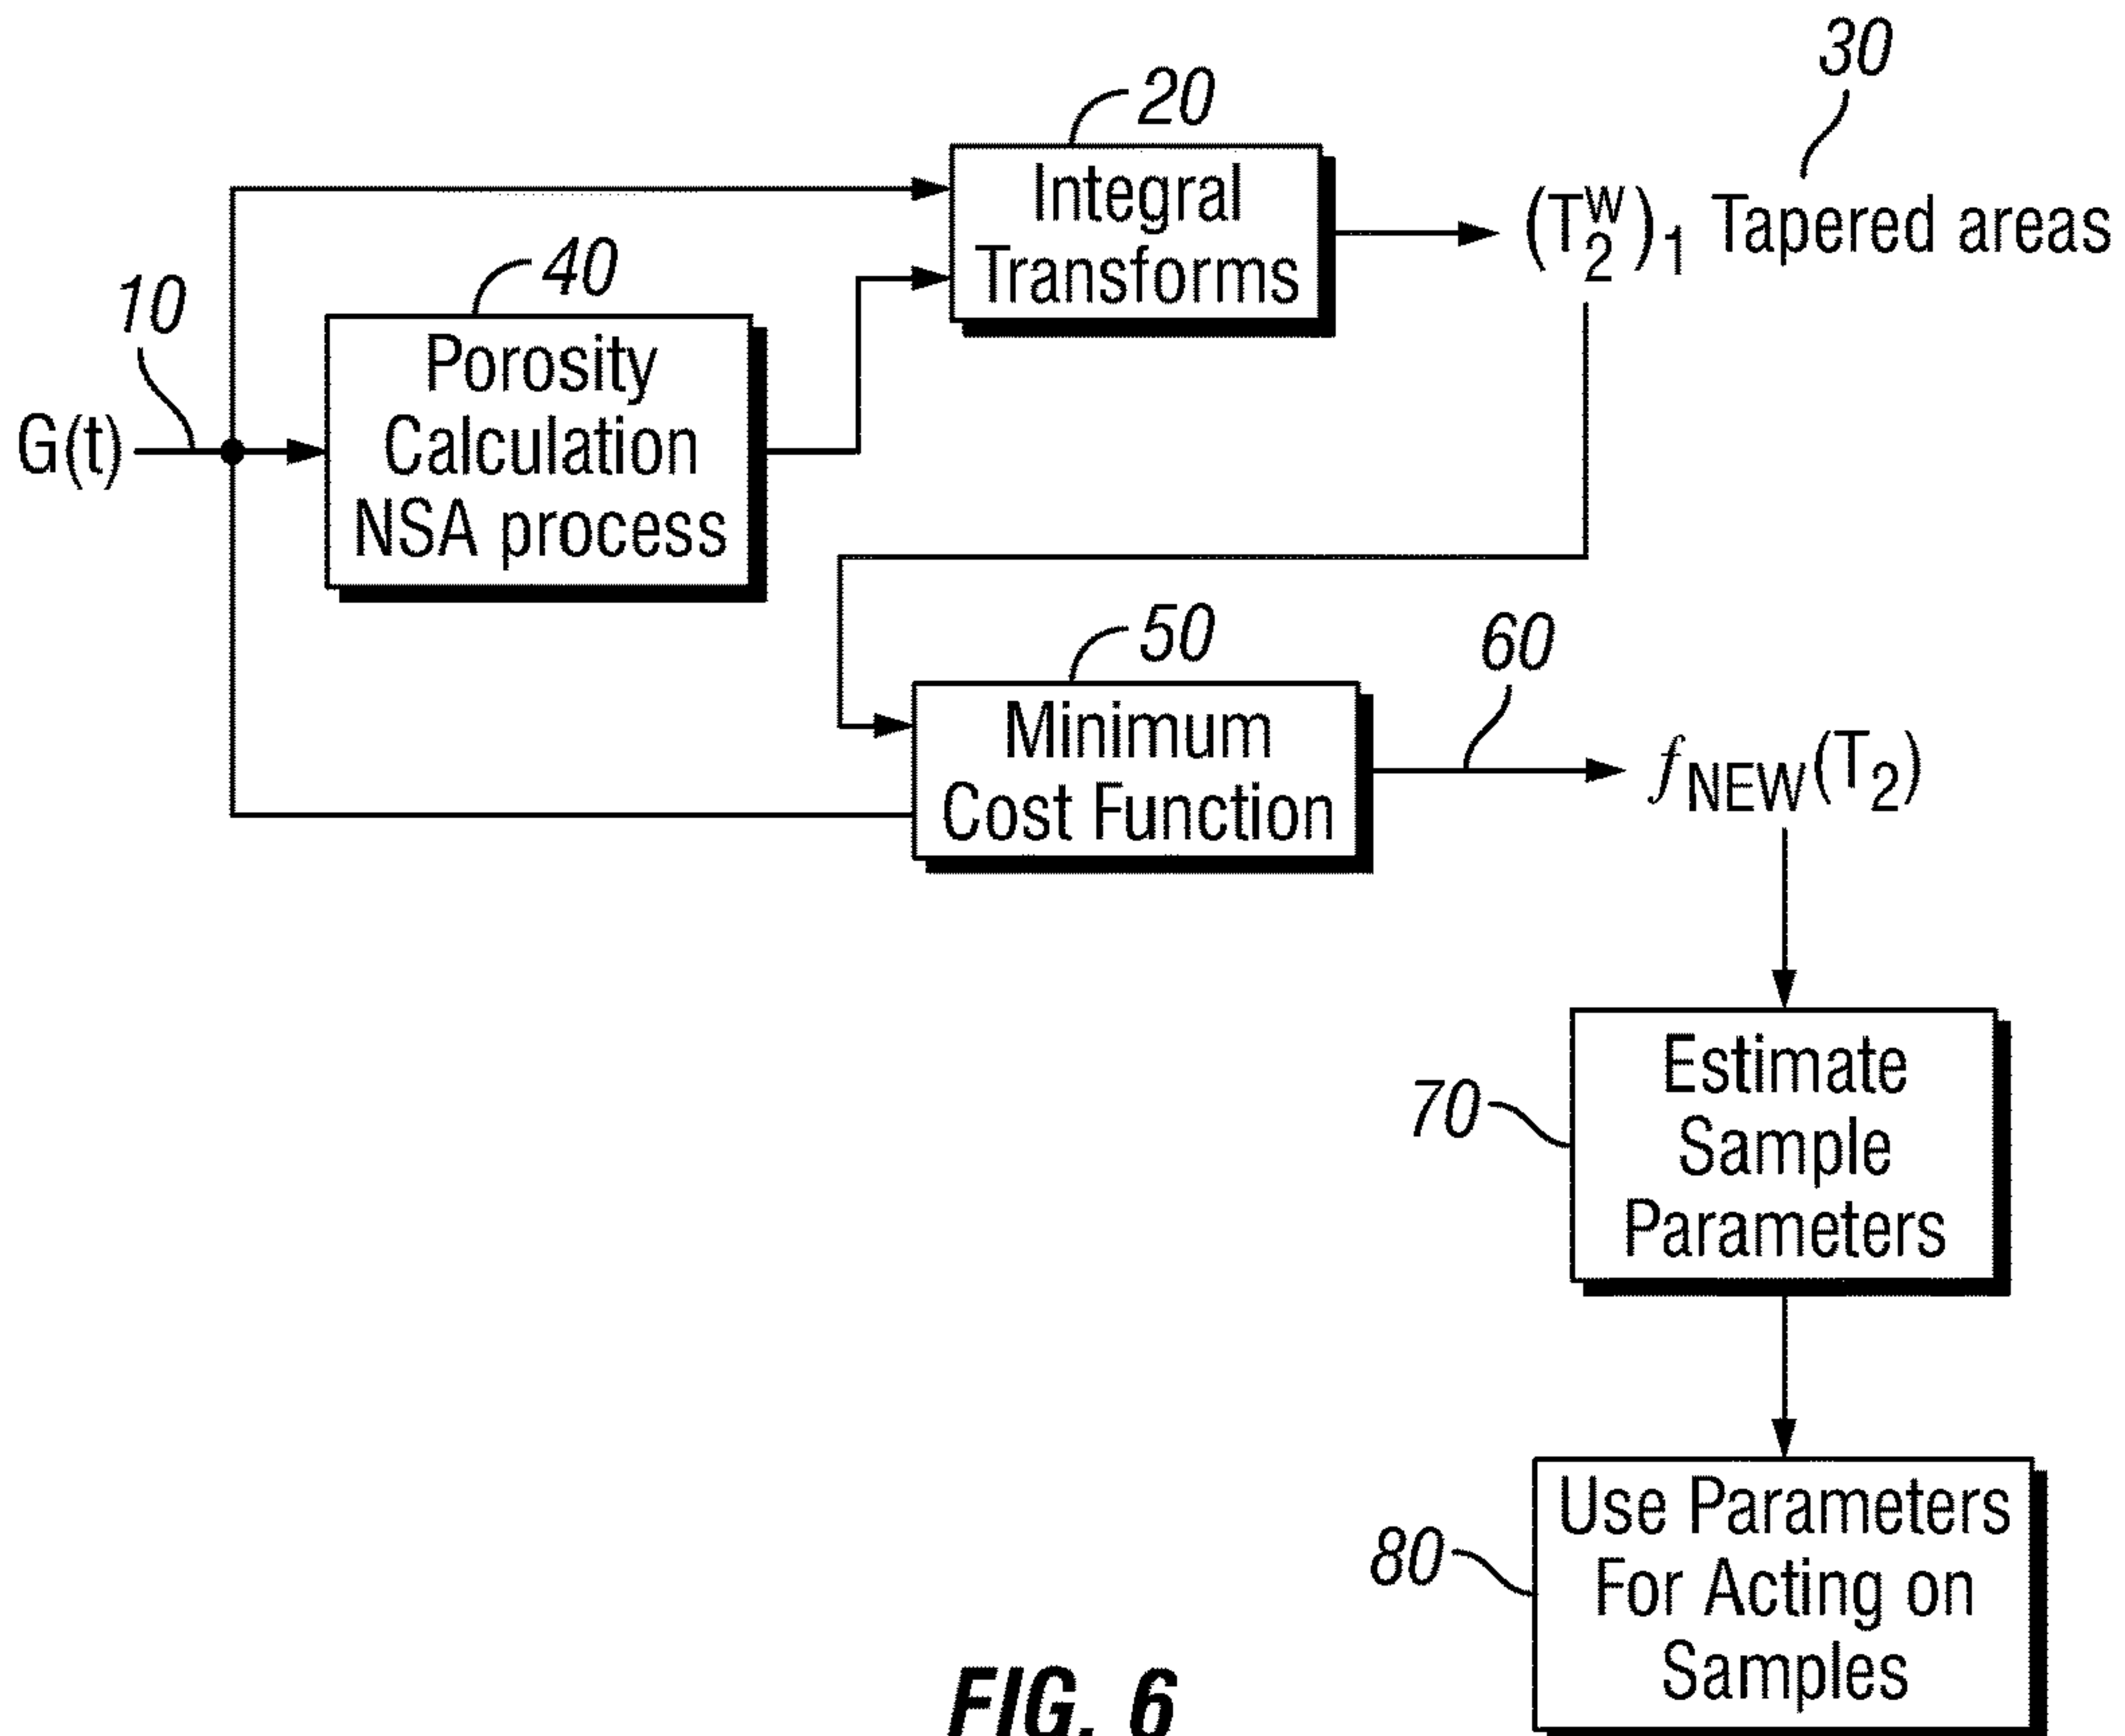 30
20
Integral
Transforms
(T₂ᵂ)₁ Tapered areas
40
10
Porosity
Calculation
NSA process
G(t)
50
60
Minimum
Cost Function
f NEW (T₂)
70
Estimate
Sample
Parameters
80
Use Parameters
For Acting on
Samples
FIG. 6